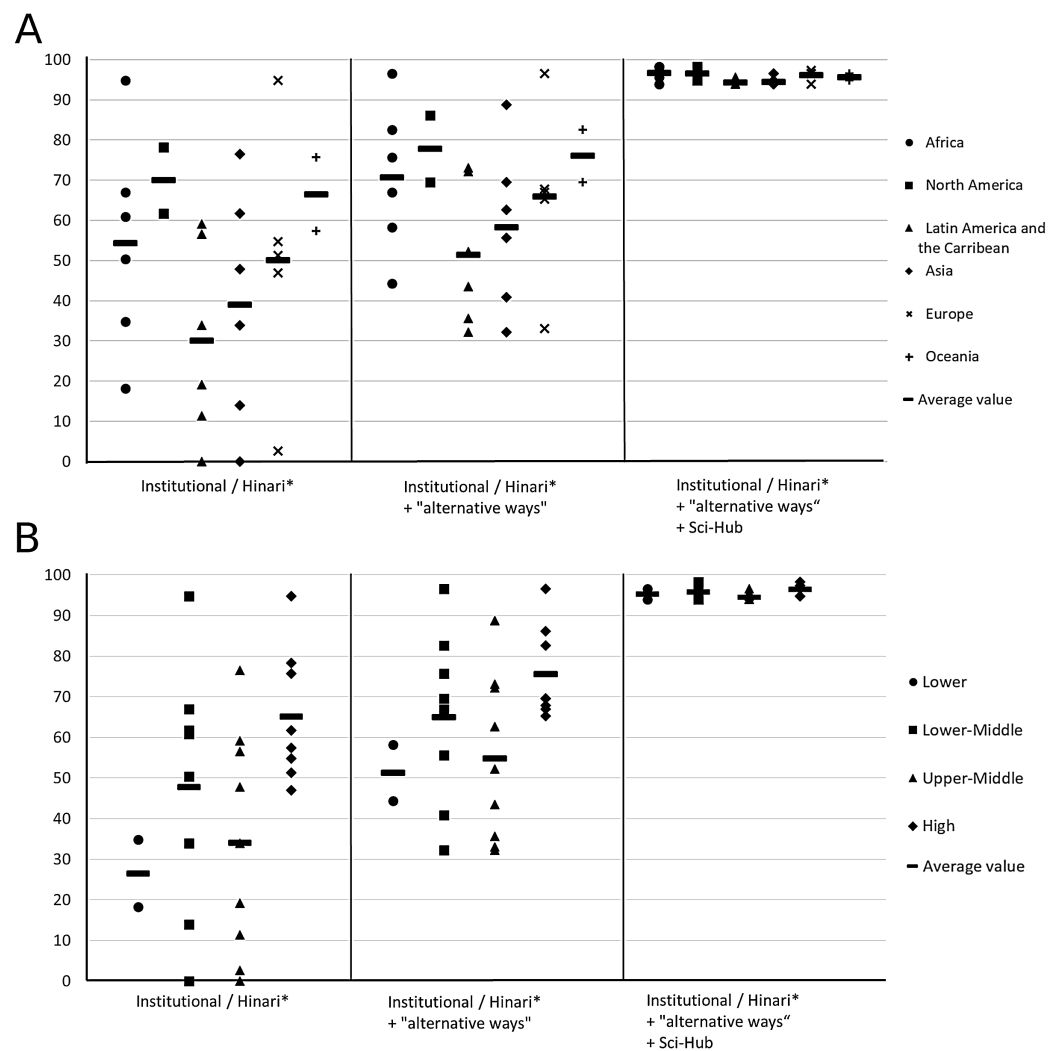 A
100
90
80
70
60
50
40
30
20
10
0
Institutional / Hinari*
Institutional / Hinari*
+ "alternative ways"
Institutional / Hinari*
+ "alternative ways“
+ Sci-Hub
Africa
North America
Latin America and
the Carribean
Asia
Europe
Oceania
Average value
B
100
90
80
70
60
50
40
30
20
10
0
Institutional / Hinari*
Institutional / Hinari*
+ "alternative ways"
Institutional / Hinari*
+ "alternative ways“
+ Sci-Hub
Lower
Lower-Middle
Upper-Middle
High
Average value